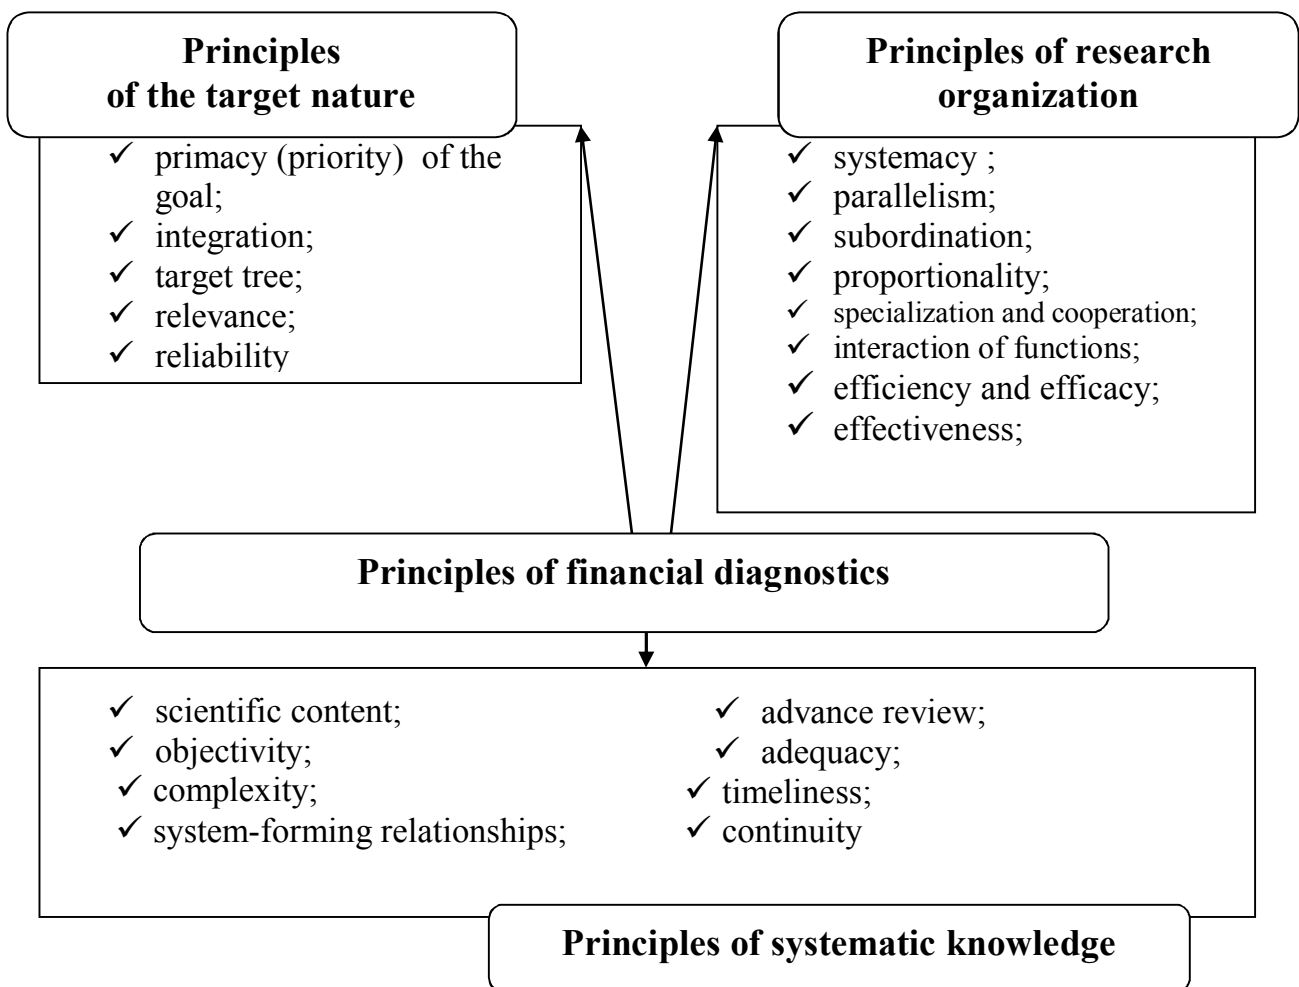 Principles
of the target nature
✓ primacy (priority) of the
goal;
✓ integration;
✓ target tree;
✓ relevance;
✓ reliability
Principles of research
organization
✓ systemacy ;
✓ parallelism;
✓ subordination;
✓ proportionality;
✓ specialization and cooperation;
✓ interaction of functions;
✓ efficiency and efficacy;
✓ effectiveness;
Principles of financial diagnostics
✓ scientific content;
✓ objectivity;
✓ complexity;
✓ system-forming relationships;
✓ advance review;
✓ adequacy;
✓ timeliness;
✓ continuity
Principles of systematic knowledge